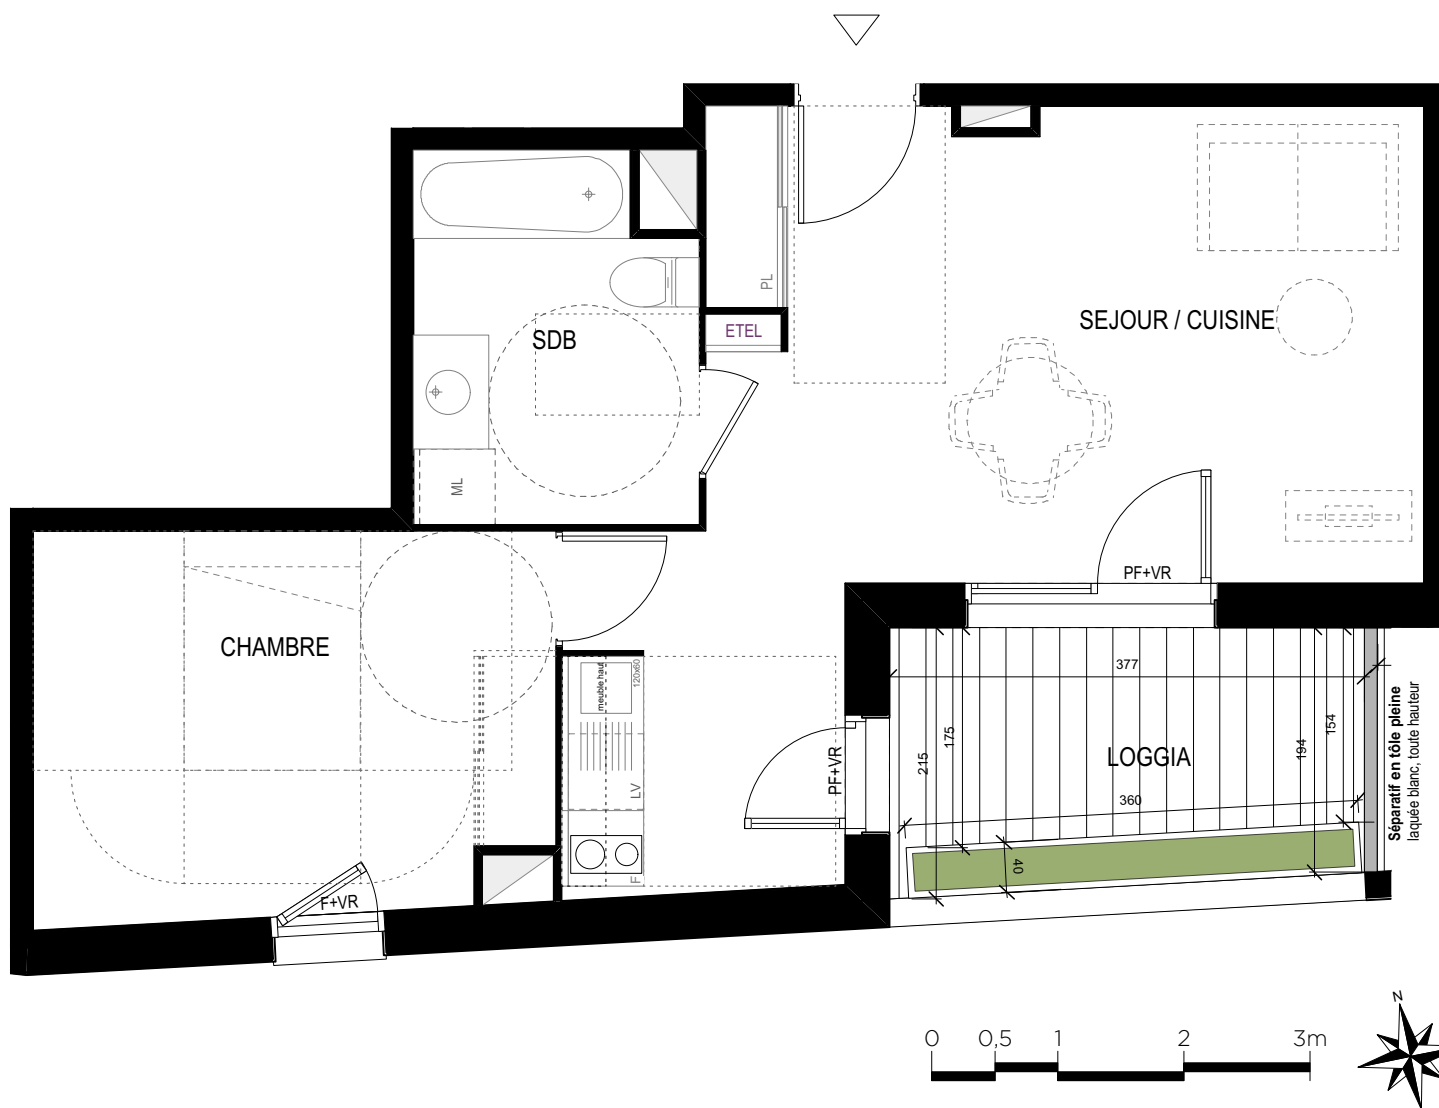 PL
ETEL
SDB
SEJOUR / CUISINE
ML
PF+VR
CHAMBRE
meuble haut
120x60
LV
F
PF+VR
F+VR
377
215
175
LOGGIA
194
154
360
40
Séparatif en tôle pleine
laquée blanc, toute hauteur
N
0 0,5 1 2 3m